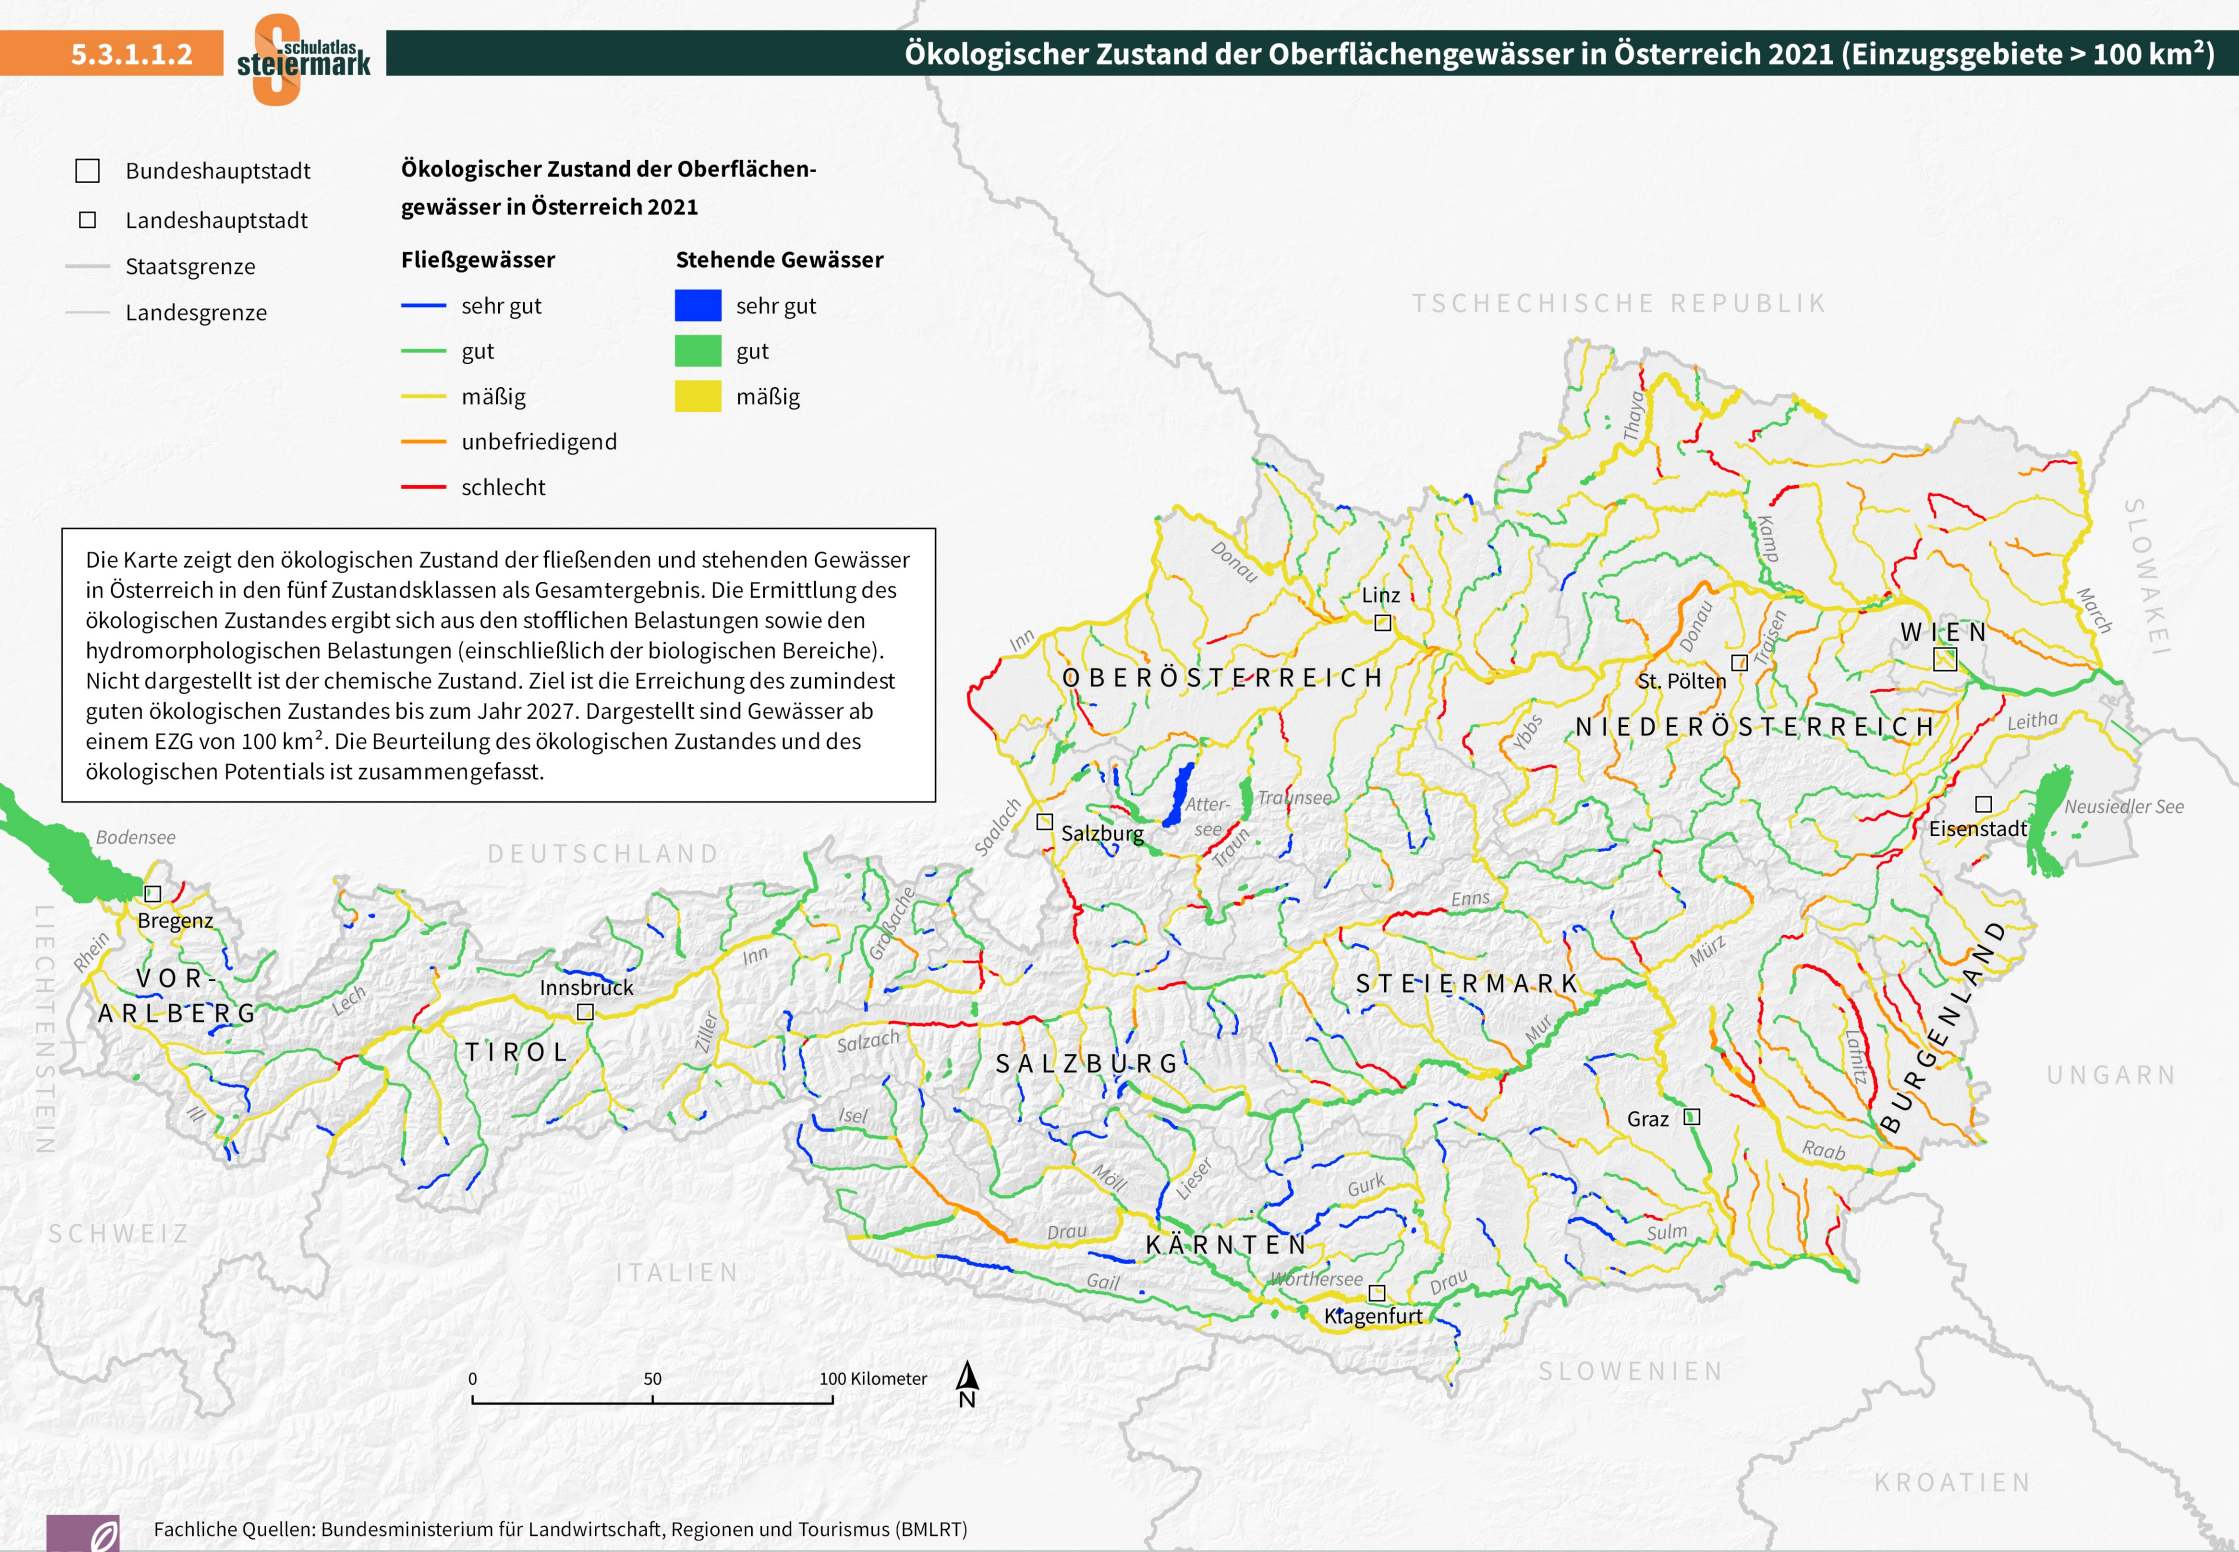 5.3.1.1.2
schulatlas
steiermark
Ökologischer Zustand der Oberflächengewässer in Österreich 2021 (Einzugsgebiete > 100 km²)
Bundeshauptstadt
Landeshauptstadt
Staatsgrenze
Landesgrenze
Ökologischer Zustand der Oberflächen-
gewässer in Österreich 2021
Fließgewässer
sehr gut
gut
mäßig
unbefriedigend
schlecht
Stehende Gewässer
sehr gut
gut
mäßig
Die Karte zeigt den ökologischen Zustand der fließenden und stehenden Gewässer
in Österreich in den fünf Zustandsklassen als Gesamtergebnis. Die Ermittlung des
ökologischen Zustandes ergibt sich aus den stofflichen Belastungen sowie den
hydromorphologischen Belastungen (einschließlich der biologischen Bereiche).
Nicht dargestellt ist der chemische Zustand. Ziel ist die Erreichung des zumindest
guten ökologischen Zustandes bis zum Jahr 2027. Dargestellt sind Gewässer ab
einem EZG von 100 km². Die Beurteilung des ökologischen Zustandes und des
ökologischen Potentials ist zusammengefasst.
TSCHECHISCHE REPUBLIK
SLOWAKEI
Thaya
Kamp
Donau
Linz
Inn
March
WIEN
Donau
Traisen
OBERÖSTERREICH
St. Pölten
NIEDERÖSTERREICH
Ybbs
Leitha
Atter-
see
Traunsee
Traun
Neusiedler See
Eisenstadt
Saalach
Salzburg
Bodensee
DEUTSCHLAND
Bregenz
Rhein
LIECHTENSTEIN
VOR-
ARLBERG
Lech
Innsbruck
Inn
Großache
Enns
Mürz
STEIERMARK
BURGENLAND
TIROL
Ziller
Salzach
SALZBURG
Mur
Lafnitz
UNGARN
Ill
Isel
Graz
Raab
Möll
Lieser
Gurk
SCHWEIZ
Drau
KÄRNTEN
Sulm
ITALIEN
Gail
Wörthersee
Drau
Klagenfurt
SLOWENIEN
0
50
100 Kilometer
N
KROATIEN
Fachliche Quellen: Bundesministerium für Landwirtschaft, Regionen und Tourismus (BMLRT)